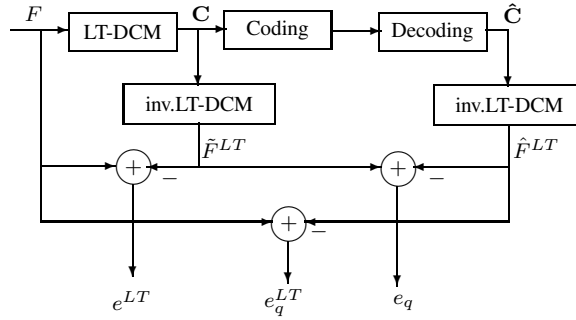 F LT-DCM C Coding Decoding Ĉ
inv.LT-DCM inv.LT-DCM
F̃^{LT} F̂^{LT}
+ − + −
+ −
e^{LT} e_q^{LT} e_q